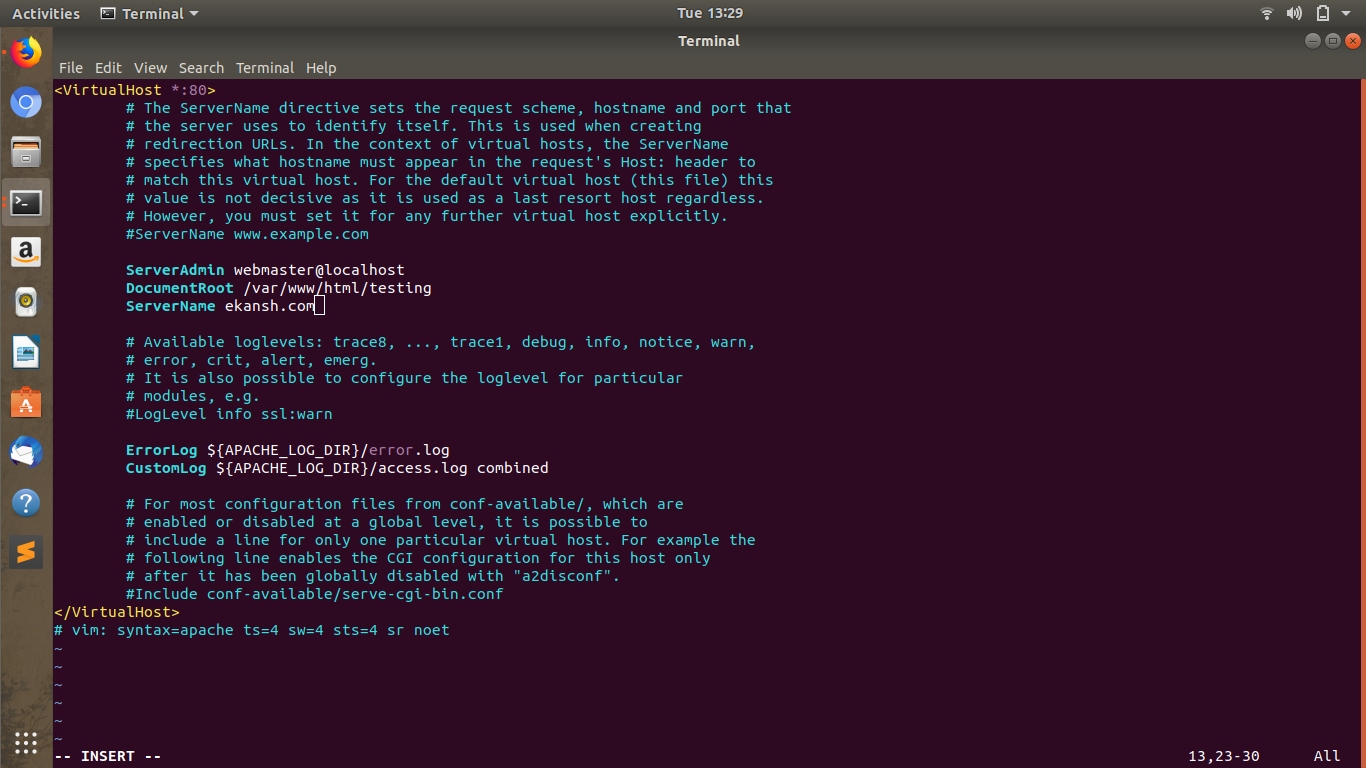 Activities Terminal Tue 13:29
Terminal
File Edit View Search Terminal Help
<VirtualHost *:80>
# The ServerName directive sets the request scheme, hostname and port that
# the server uses to identify itself. This is used when creating
# redirection URLs. In the context of virtual hosts, the ServerName
# specifies what hostname must appear in the request's Host: header to
# match this virtual host. For the default virtual host (this file) this
# value is not decisive as it is used as a last resort host regardless.
# However, you must set it for any further virtual host explicitly.
#ServerName www.example.com
ServerAdmin webmaster@localhost
DocumentRoot /var/www/html/testing
ServerName ekansh.com
# Available loglevels: trace8, ..., trace1, debug, info, notice, warn,
# error, crit, alert, emerg.
# It is also possible to configure the loglevel for particular
# modules, e.g.
#LogLevel info ssl:warn
ErrorLog ${APACHE_LOG_DIR}/error.log
CustomLog ${APACHE_LOG_DIR}/access.log combined
# For most configuration files from conf-available/, which are
# enabled or disabled at a global level, it is possible to
# include a line for only one particular virtual host. For example the
# following line enables the CGI configuration for this host only
# after it has been globally disabled with "a2disconf".
#Include conf-available/serve-cgi-bin.conf
</VirtualHost>
# vim: syntax=apache ts=4 sw=4 sts=4 sr noet
~
~
~
~
~
~
-- INSERT -- 13,23-30 All